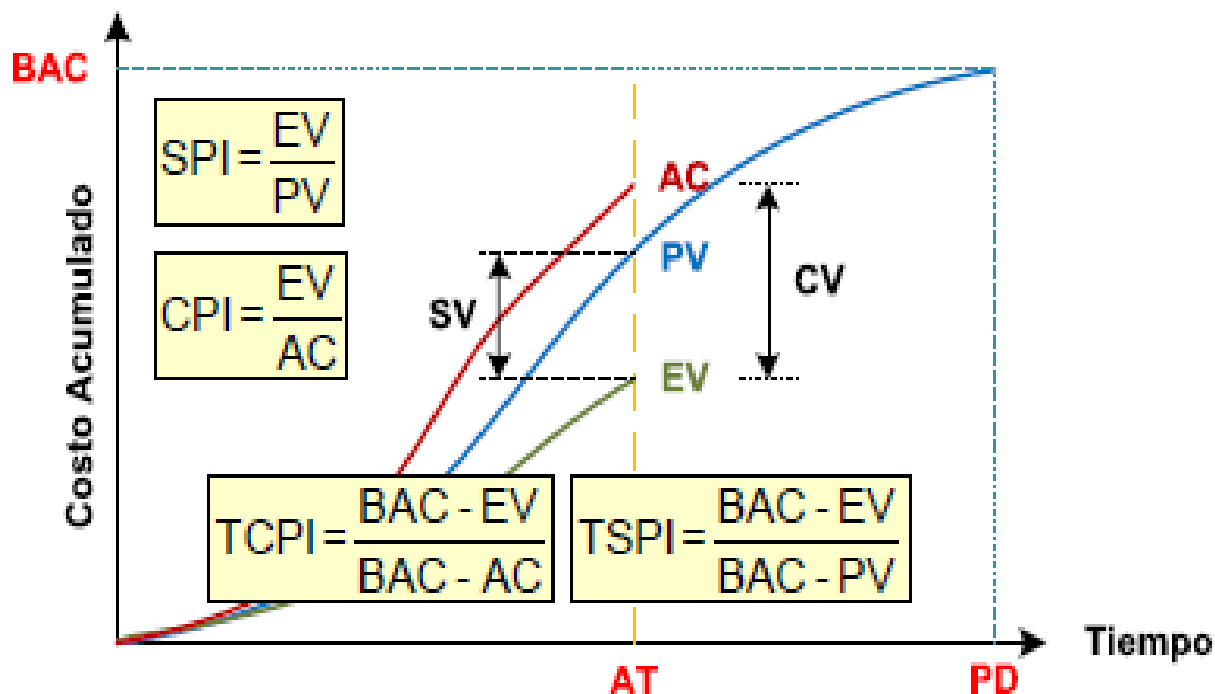 BAC
SPI = EV / PV
AC
PV
CPI = EV / AC
SV
CV
EV
Costo Acumulado
TCPI = BAC - EV / BAC - AC
TSPI = BAC - EV / BAC - PV
Tiempo
AT
PD